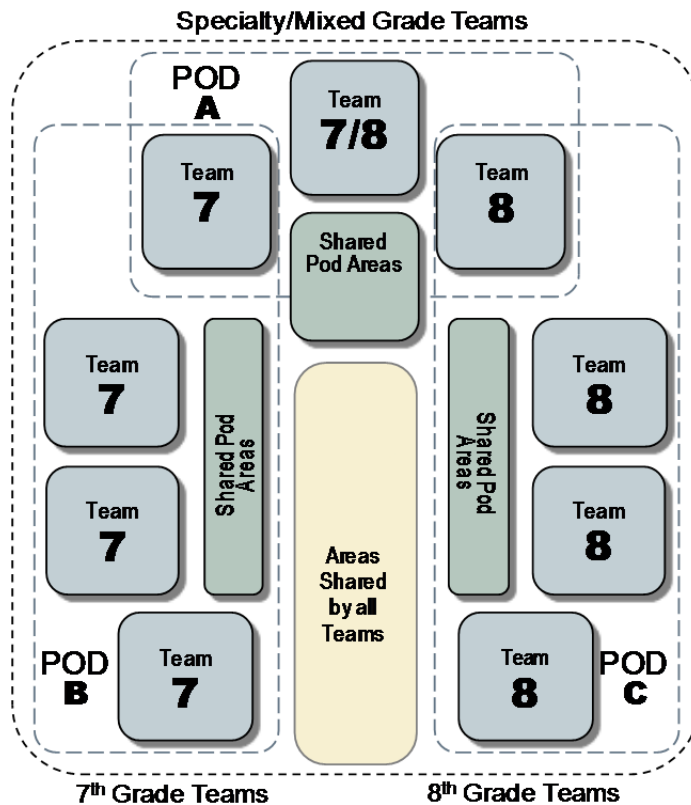 Specialty/Mixed Grade Teams
POD
A
Team
7/8
Team
7
Team
8
Shared
Pod Areas
Team
7
Shared Pod
Areas
Shared Pod
Areas
Team
8
Team
7
Team
8
Areas
Shared
by all
Teams
POD
B
Team
7
Team
8
POD
C
7th Grade Teams
8th Grade Teams